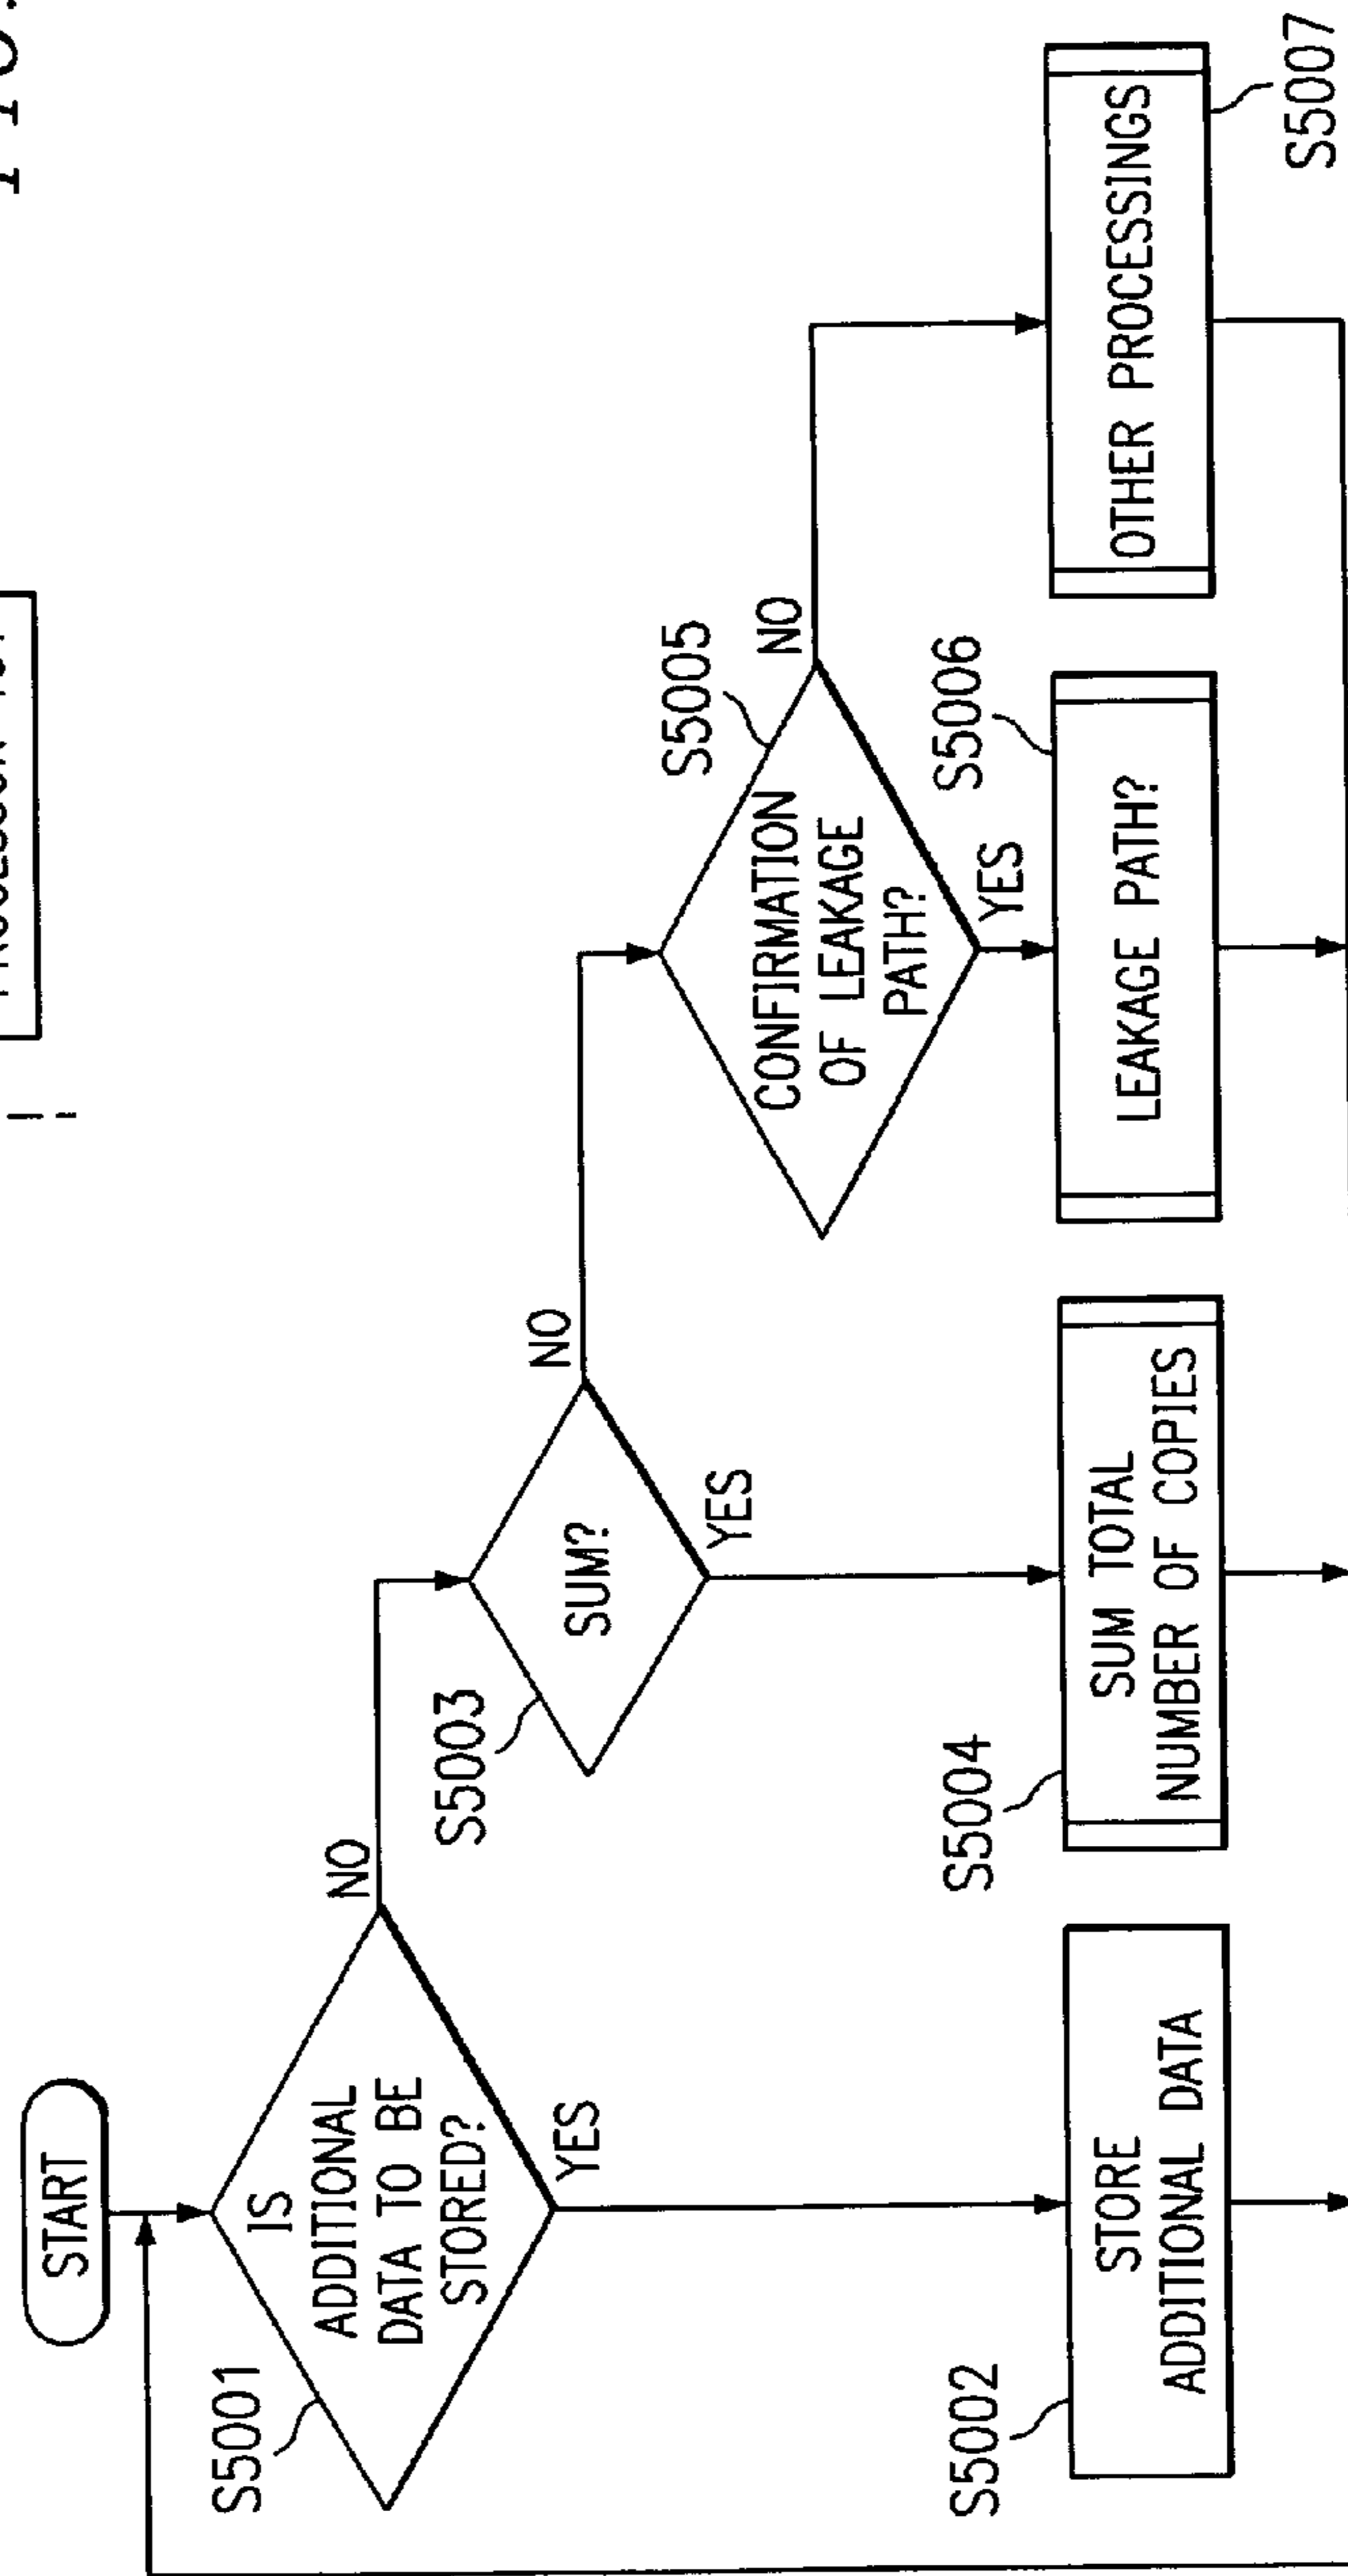 START
S5001
IS
ADDITIONAL
DATA TO BE
STORED?
NO
YES
S5003
SUM?
NO
YES
S5005
CONFIRMATION
OF LEAKAGE
PATH?
NO
YES
S5002
STORE
ADDITIONAL DATA
S5004
SUM TOTAL
NUMBER OF COPIES
S5006
LEAKAGE PATH?
OTHER PROCESSINGS
S5007